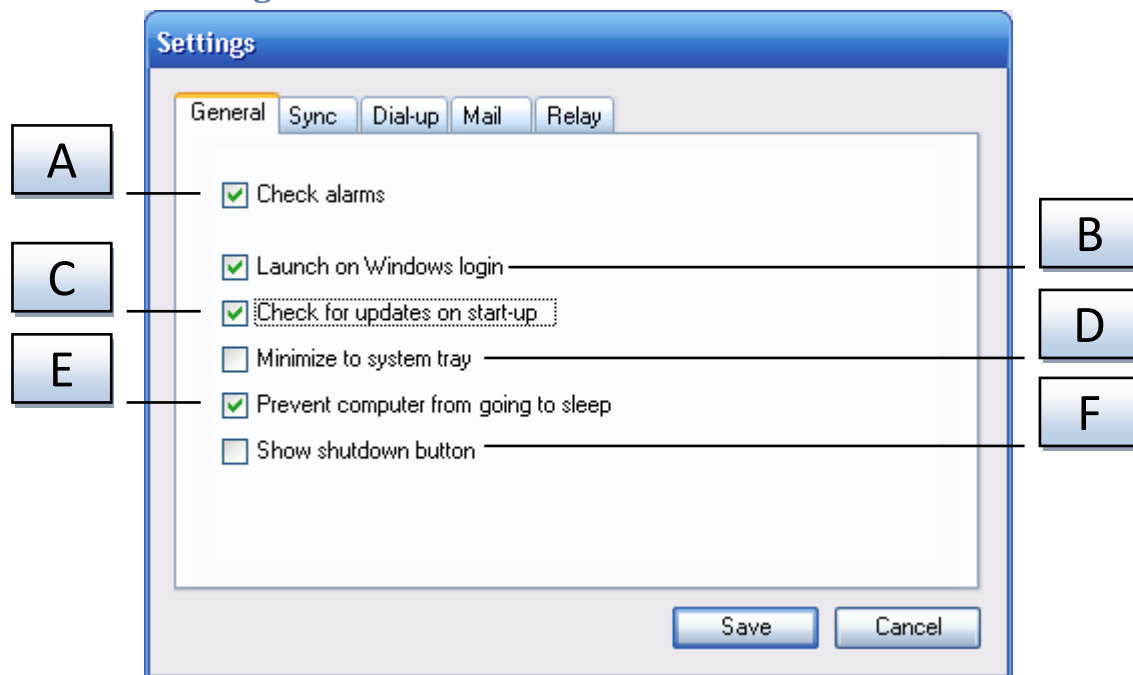 Settings
General Sync Dial-up Mail Relay
A
Check alarms
B
C
Launch on Windows login
Check for updates on start-up
D
E
Minimize to system tray
Prevent computer from going to sleep
F
Show shutdown button
Save Cancel